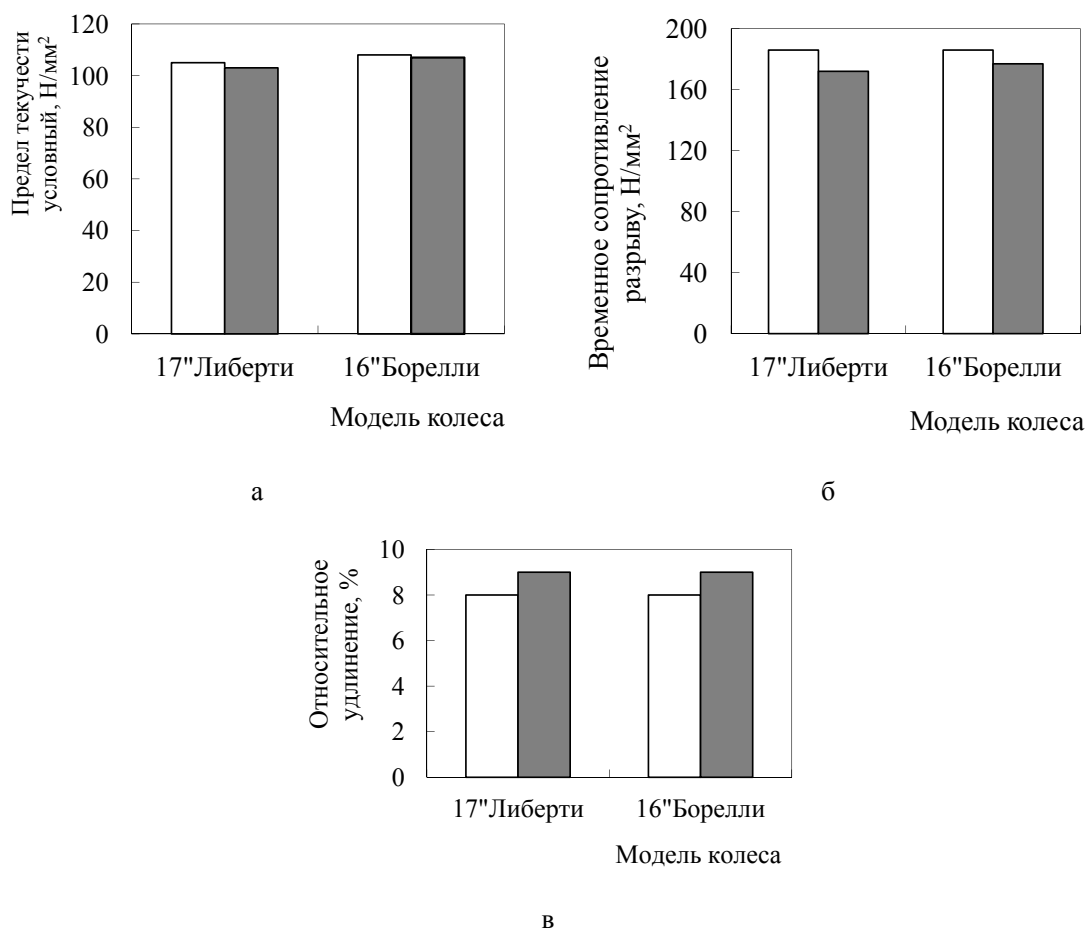 Предел текучести
условный, Н/мм²
120
100
80
60
40
20
0
17"Либерти 16"Борелли
Модель колеса
а
Временное сопротивление
разрыву, Н/мм²
200
160
120
80
40
0
17"Либерти 16"Борелли
Модель колеса
б
Относительное
удлинение, %
10
8
6
4
2
0
17"Либерти 16"Борелли
Модель колеса
в